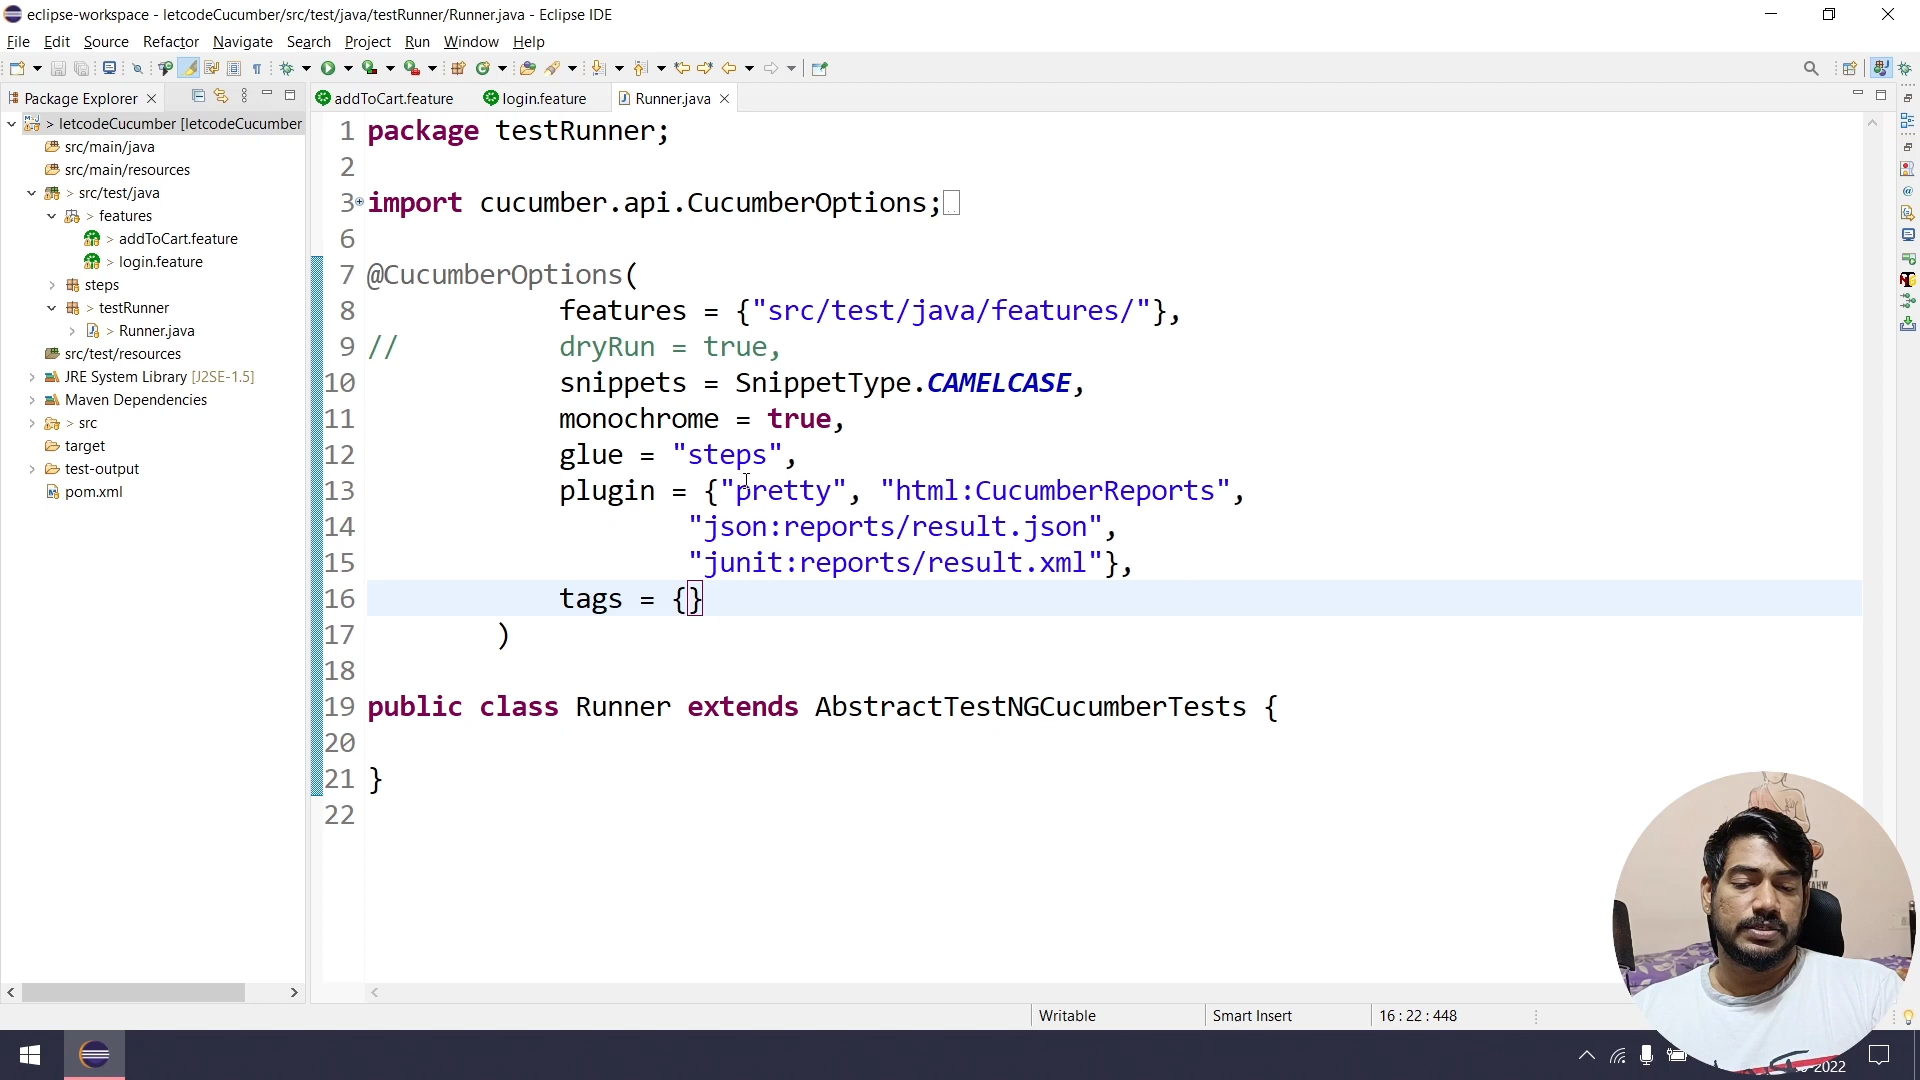 eclipse-workspace - letcodeCucumber/src/test/java/testRunner/Runner.java - Eclipse IDE
File Edit Source Refactor Navigate Search Project Run Window Help
Package Explorer
addToCart.feature
login.feature
Runner.java
> letcodeCucumber [letcodeCucumber
src/main/java
src/main/resources
> src/test/java
> features
> addToCart.feature
> login.feature
steps
> testRunner
> Runner.java
src/test/resources
JRE System Library [J2SE-1.5]
Maven Dependencies
> src
target
test-output
pom.xml
1 package testRunner;
2
3 import cucumber.api.CucumberOptions;
6
7 @CucumberOptions(
8 features = {"src/test/java/features/"},
9 // dryRun = true,
10 snippets = SnippetType.CAMELCASE,
11 monochrome = true,
12 glue = "steps",
13 plugin = {"pretty", "html:CucumberReports",
14 "json:reports/result.json",
15 "junit:reports/result.xml"},
16 tags = {}
17 )
18
19 public class Runner extends AbstractTestNGCucumberTests {
20
21 }
22
Writable
Smart Insert
16 : 22 : 448